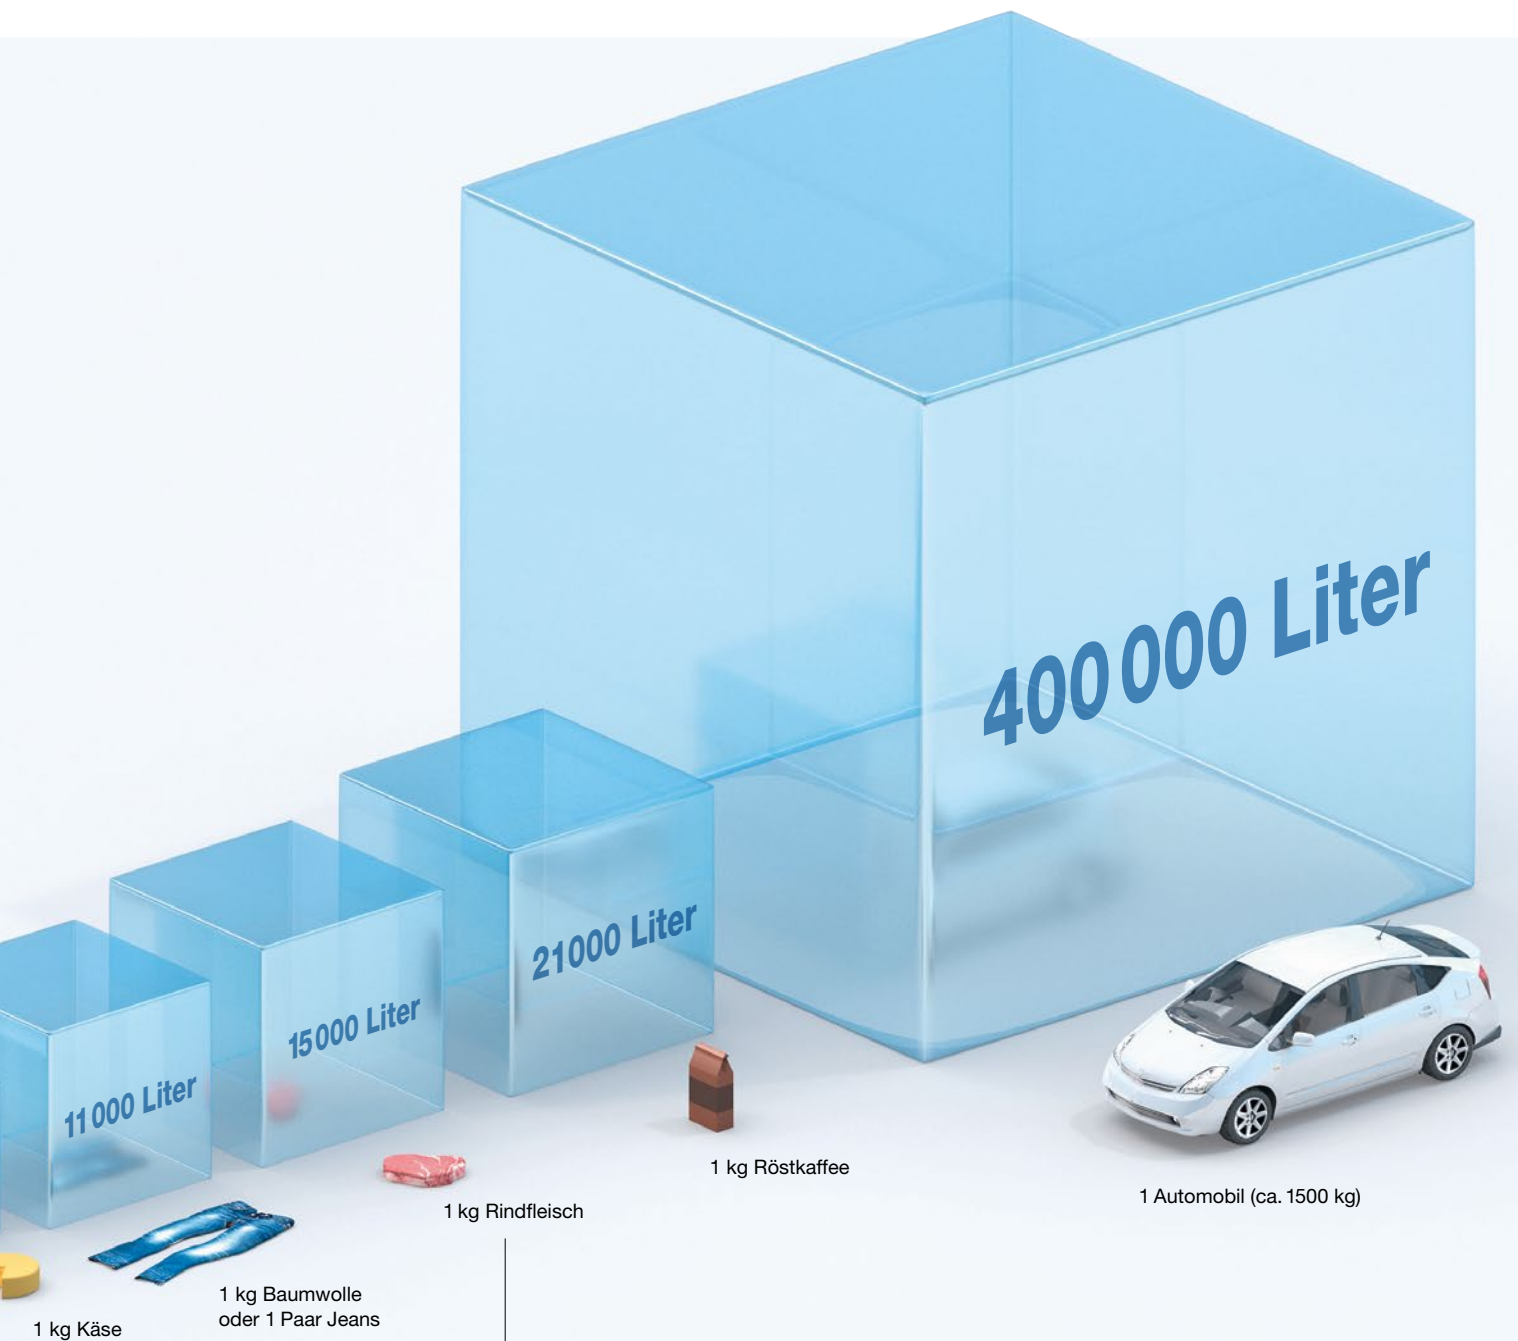 400 000 Liter
21000 Liter
15 000 Liter
11 000 Liter
1 kg Röstkaffee
1 Automobil (ca. 1500 kg)
1 kg Rindfleisch
1 kg Baumwolle
oder 1 Paar Jeans
1 kg Käse